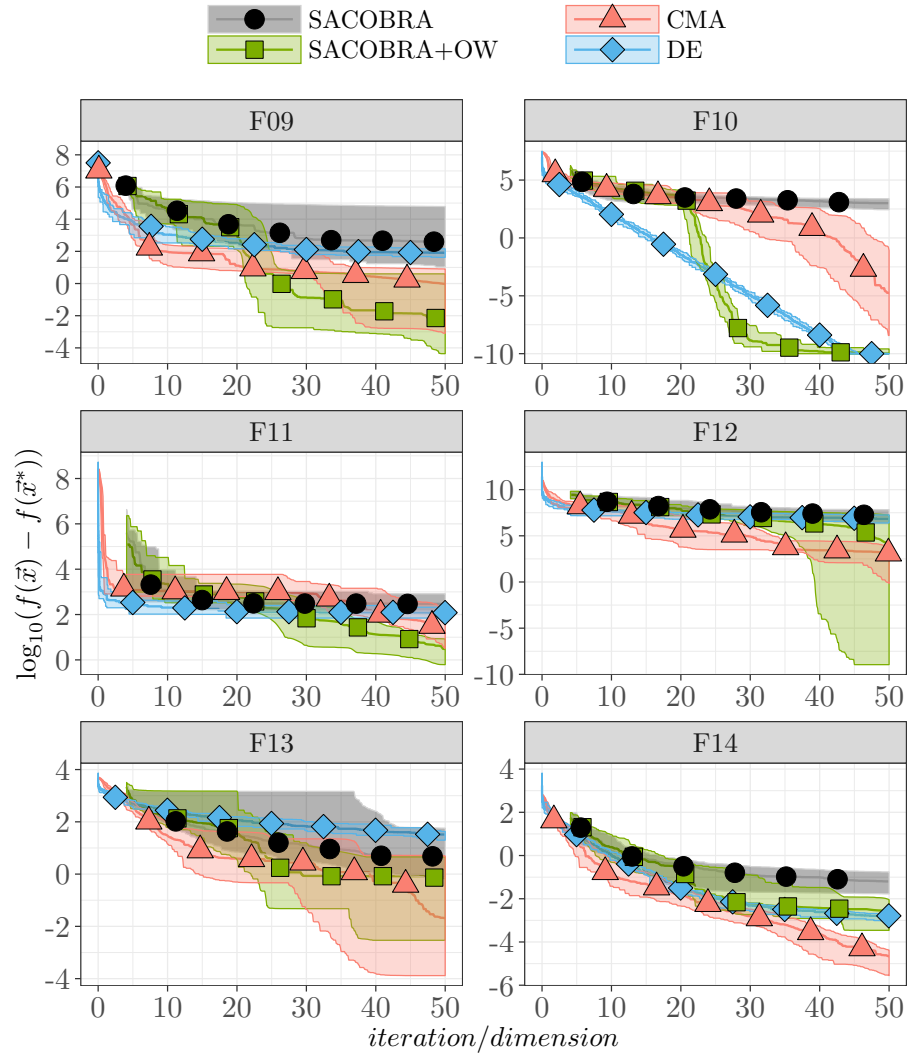 SACOBRA CMA
SACOBRA+OW DE
F09 F10
8
6
4
2
0
-2
-4
5
0
-5
-10
0 10 20 30 40 50
0 10 20 30 40 50
F11 F12
8
6
4
2
0
10
5
0
-5
-10
0 10 20 30 40 50
0 10 20 30 40 50
F13 F14
4
2
0
-2
-4
4
2
0
-2
-4
-6
0 10 20 30 40 50
0 10 20 30 40 50
log₁₀(f(x⃗) − f(x⃗*))
iteration/dimension